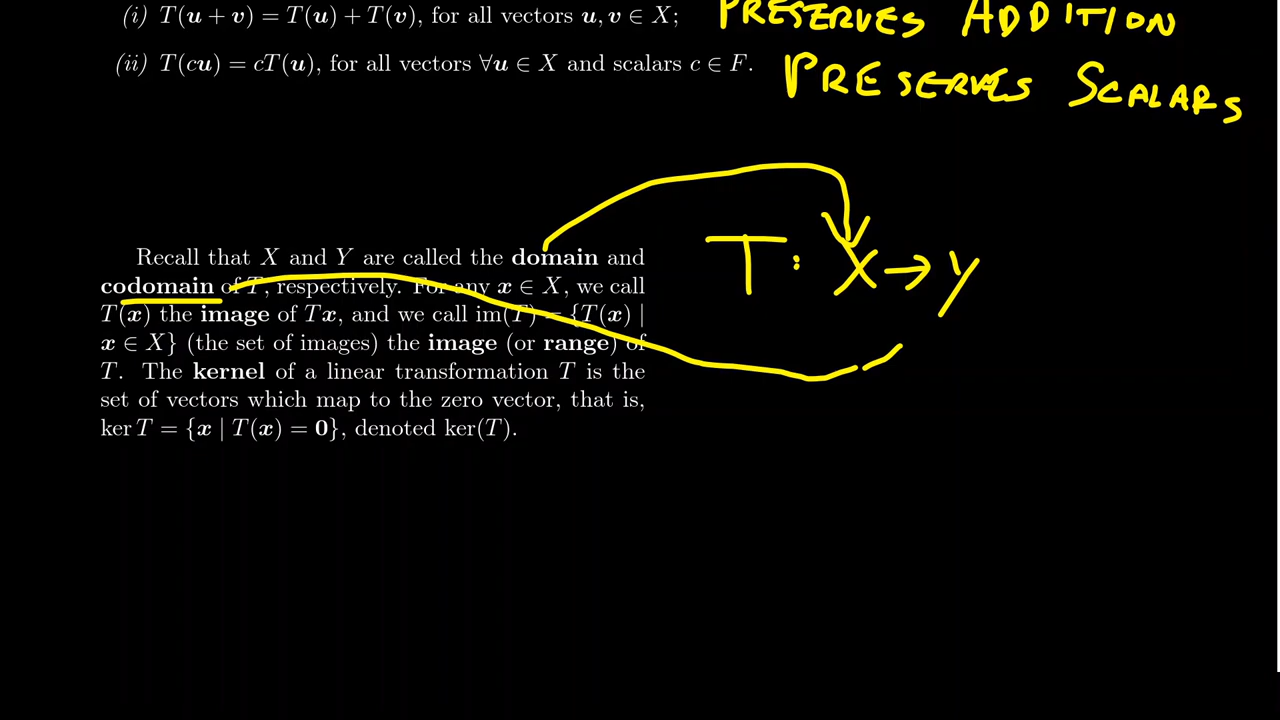 (i) T(u + v) = T(u) + T(v), for all vectors u, v ∈ X;
PRESERVES ADDITION
(ii) T(cu) = cT(u), for all vectors ∀u ∈ X and scalars c ∈ F.
PRESERVES SCALARS
Recall that X and Y are called the domain and
codomain of T, respectively. For any x ∈ X, we call
T(x) the image of Tx, and we call im(T) = {T(x) |
x ∈ X} (the set of images) the image (or range) of
T. The kernel of a linear transformation T is the
set of vectors which map to the zero vector, that is,
ker T = {x | T(x) = 0}, denoted ker(T).
T: X → Y